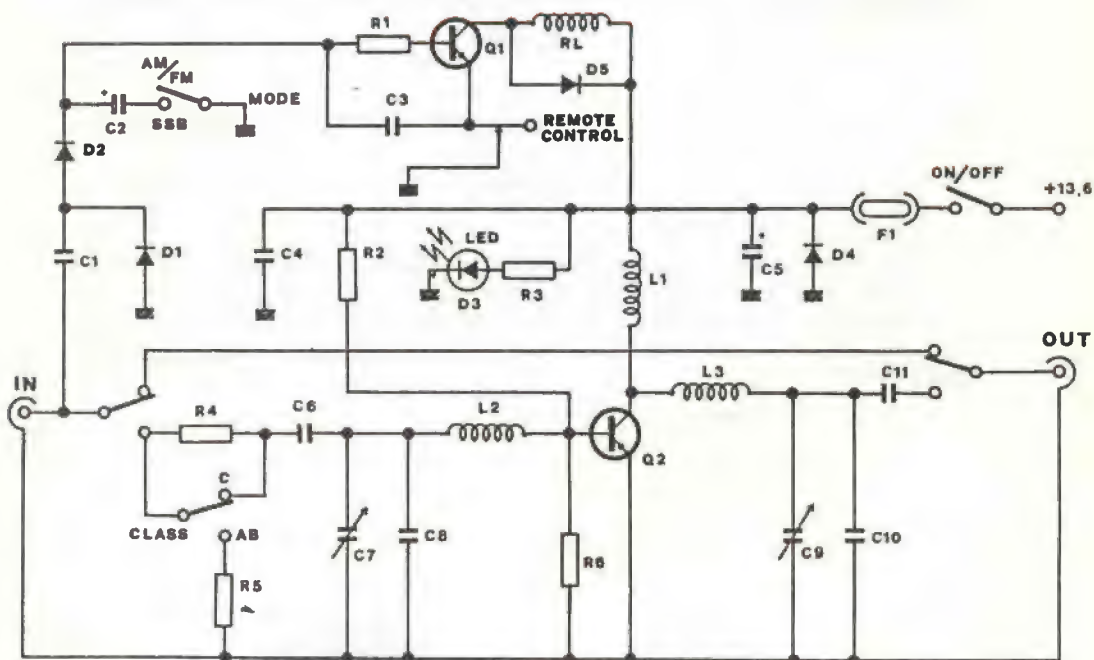 R1
Q1
RL
D5
AM/
FM
MODE
+
C2
SSB
C3
REMOTE
CONTROL
D2
ON/OFF
+13,6
F1
C1
D1
C4
R2
LED
D3
R3
L1
+
C5
D4
IN
OUT
R4
C6
L2
L3
C11
Q2
C
CLASS
AB
C7
C8
R6
C9
C10
R5